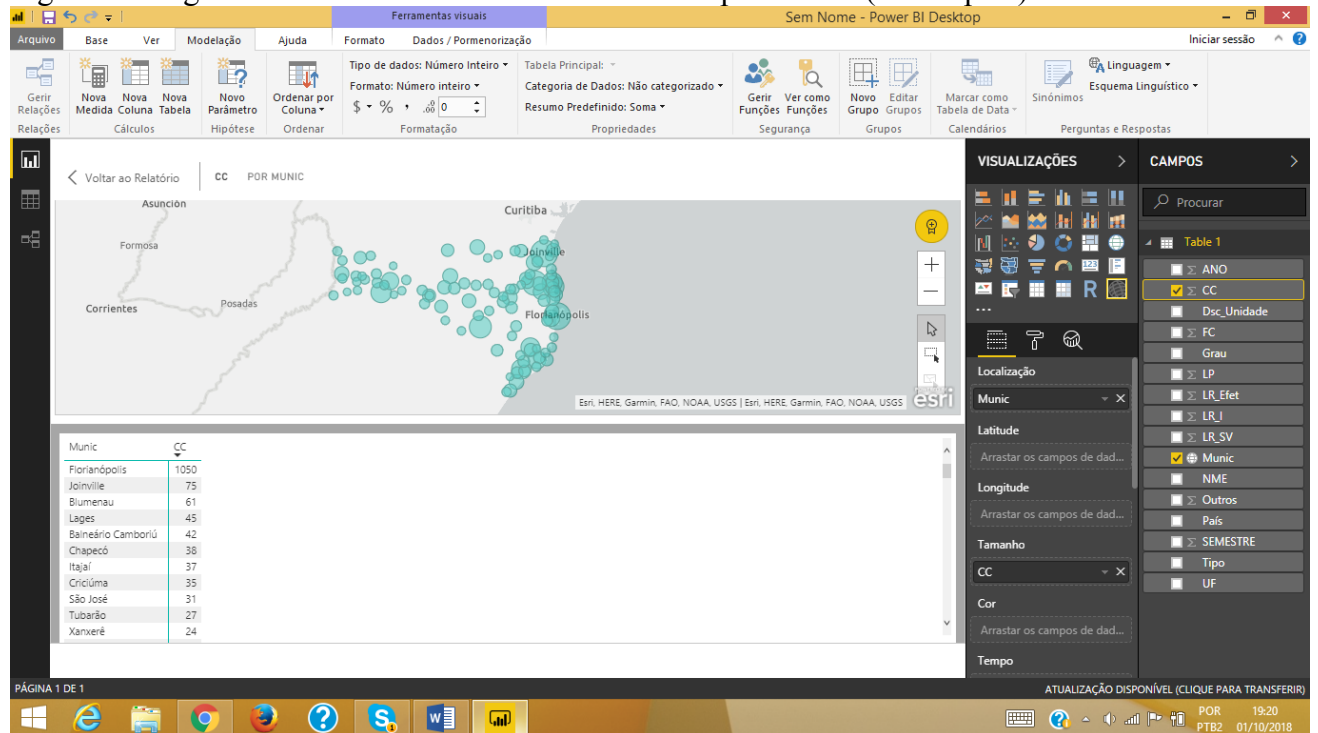 Ferramentas visuais
Sem Nome - Power BI Desktop
Arquivo Base Ver Modelação Ajuda Formato Dados / Pormenorização Iniciar sessão
Gerir Relações
Nova Medida
Nova Coluna
Nova Tabela
Novo Parâmetro
Ordenar por Coluna
Tipo de dados: Número Inteiro
Formato: Número inteiro
$ % , .00 0
Tabela Principal:
Categoria de Dados: Não categorizado
Resumo Predefinido: Soma
Gerir Funções
Ver como Funções
Novo Grupo
Editar Grupos
Marcar como Tabela de Data
Sinónimos
Linguagem
Esquema Linguístico
Relações Cálculos Hipótese Ordenar Formatação Propriedades Segurança Grupos Calendários Perguntas e Respostas
Voltar ao Relatório CC POR MUNIC
Asunción
Curitiba
Formosa
Joinville
Posadas
Corrientes
Florianópolis
Esri, HERE, Garmin, FAO, NOAA, USGS | Esri, HERE, Garmin, FAO, NOAA, USGS
esri
Munic CC
Florianópolis 1050
Joinville 75
Blumenau 61
Lages 45
Balneário Camboriú 42
Chapecó 38
Itajaí 37
Criciúma 35
São José 31
Tubarão 27
Xanxerê 24
VISUALIZAÇÕES
123
R
Localização
Munic
Latitude
Arrastar os campos de dad...
Longitude
Arrastar os campos de dad...
Tamanho
CC
Cor
Arrastar os campos de dad...
Tempo
CAMPOS
Procurar
Table 1
ANO
CC
Dsc_Unidade
FC
Grau
LP
LR_Efet
LR_I
LR_SV
Munic
NME
Outros
País
SEMESTRE
Tipo
UF
PÁGINA 1 DE 1
ATUALIZAÇÃO DISPONÍVEL (CLIQUE PARA TRANSFERIR)
POR 19:20
PTB2 01/10/2018